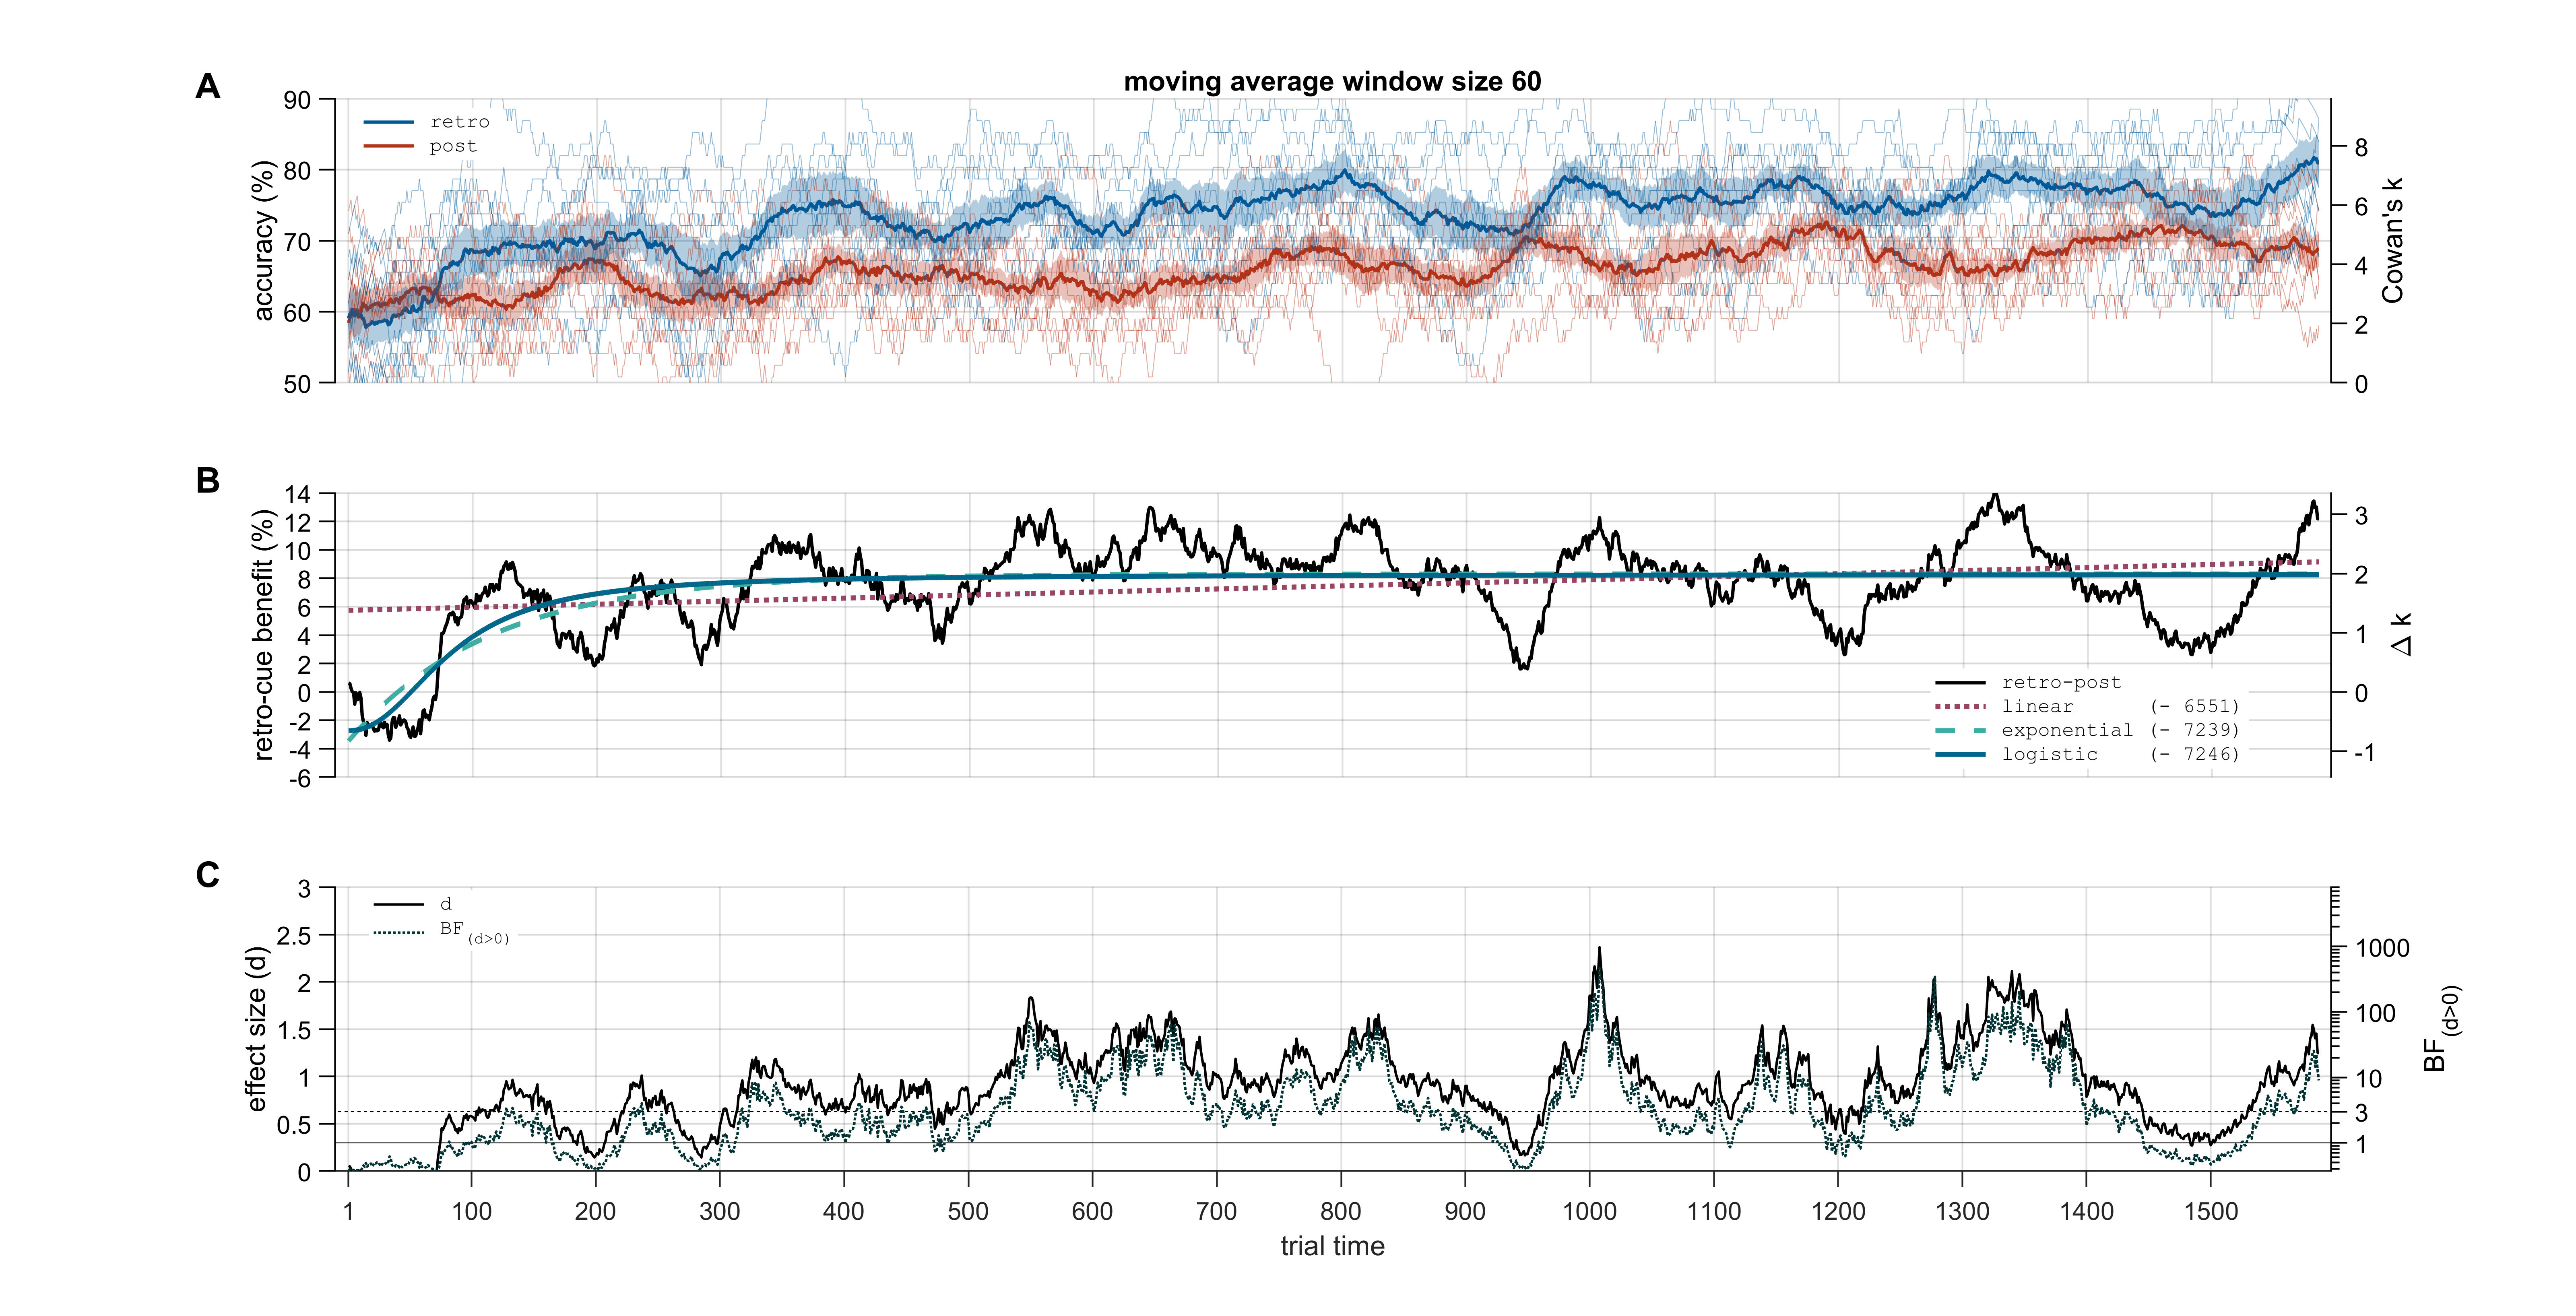 A
moving average window size 60
accuracy (%)
90
80
70
60
50
retro
post
8
6
4
2
0
Cowan's k
B
retro-cue benefit (%)
14
12
10
8
6
4
2
0
-2
-4
-6
retro-post
linear (- 6551)
exponential (- 7239)
logistic (- 7246)
3
2
1
0
-1
Δ k
C
effect size (d)
3
2.5
2
1.5
1
0.5
0
d
BF(d>0)
1000
100
10
3
1
BF(d>0)
1 100 200 300 400 500 600 700 800 900 1000 1100 1200 1300 1400 1500
trial time